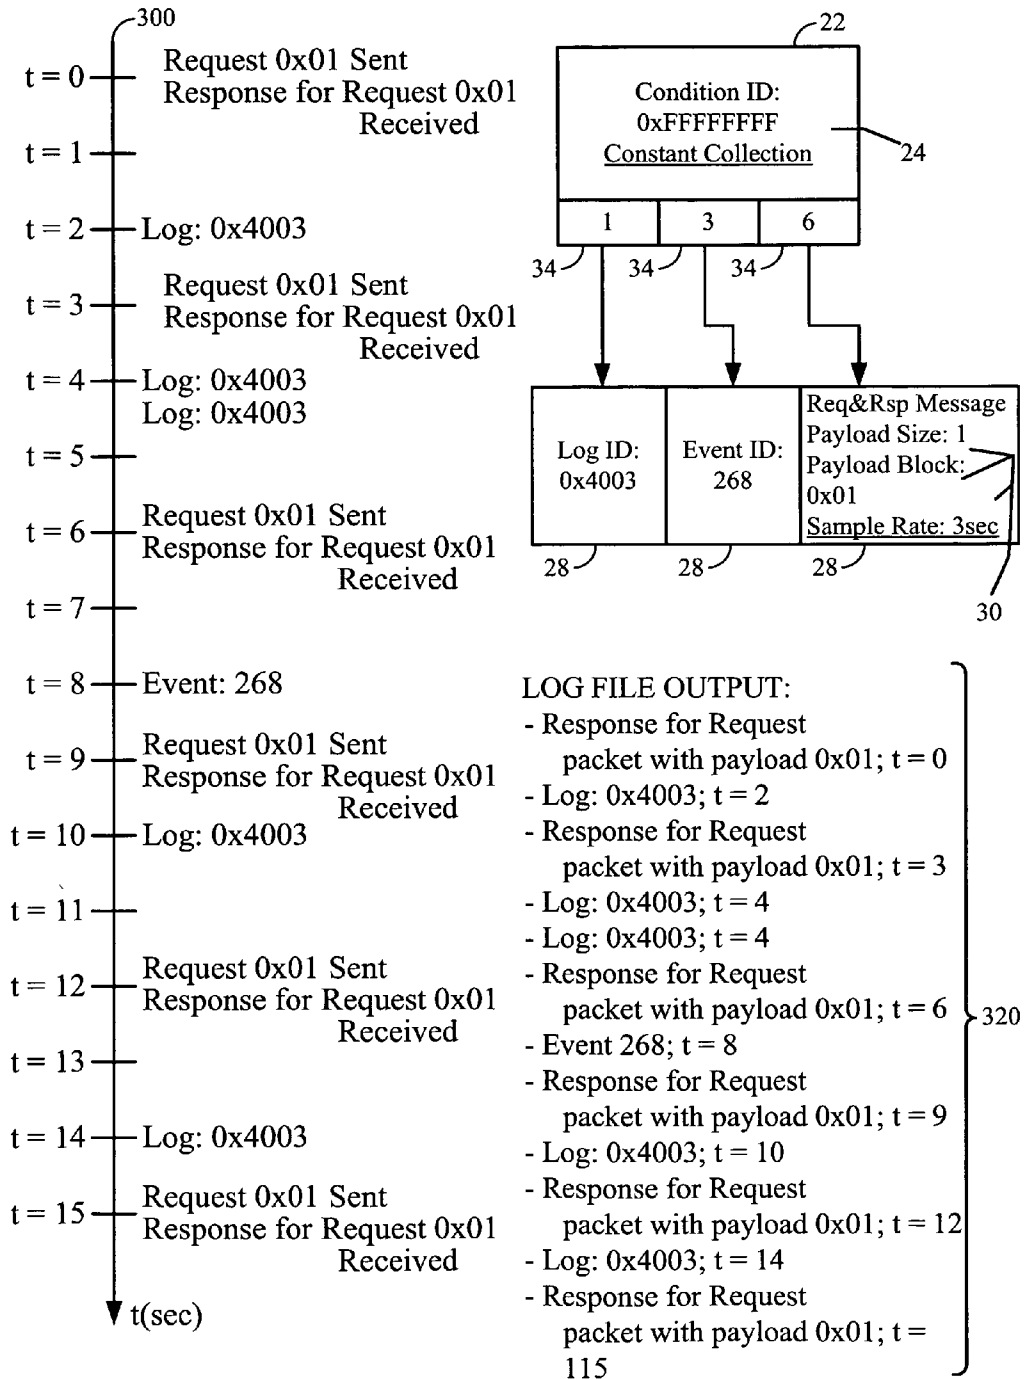 300
t = 0
Request 0x01 Sent
Response for Request 0x01
Received
t = 1
t = 2
Log: 0x4003
t = 3
Request 0x01 Sent
Response for Request 0x01
Received
t = 4
Log: 0x4003
Log: 0x4003
t = 5
t = 6
Request 0x01 Sent
Response for Request 0x01
Received
t = 7
t = 8
Event: 268
t = 9
Request 0x01 Sent
Response for Request 0x01
Received
t = 10
Log: 0x4003
t = 11
t = 12
Request 0x01 Sent
Response for Request 0x01
Received
t = 13
t = 14
Log: 0x4003
t = 15
Request 0x01 Sent
Response for Request 0x01
Received
t(sec)
22
Condition ID:
0xFFFFFFFF
Constant Collection
24
1
3
6
34
34
34
Log ID:
0x4003
Event ID:
268
Req&Rsp Message
Payload Size: 1
Payload Block:
0x01
Sample Rate: 3sec
28
28
28
30
LOG FILE OUTPUT:
- Response for Request
packet with payload 0x01; t = 0
- Log: 0x4003; t = 2
- Response for Request
packet with payload 0x01; t = 3
- Log: 0x4003; t = 4
- Log: 0x4003; t = 4
- Response for Request
packet with payload 0x01; t = 6
- Event 268; t = 8
- Response for Request
packet with payload 0x01; t = 9
- Log: 0x4003; t = 10
- Response for Request
packet with payload 0x01; t = 12
- Log: 0x4003; t = 14
- Response for Request
packet with payload 0x01; t =
115
320